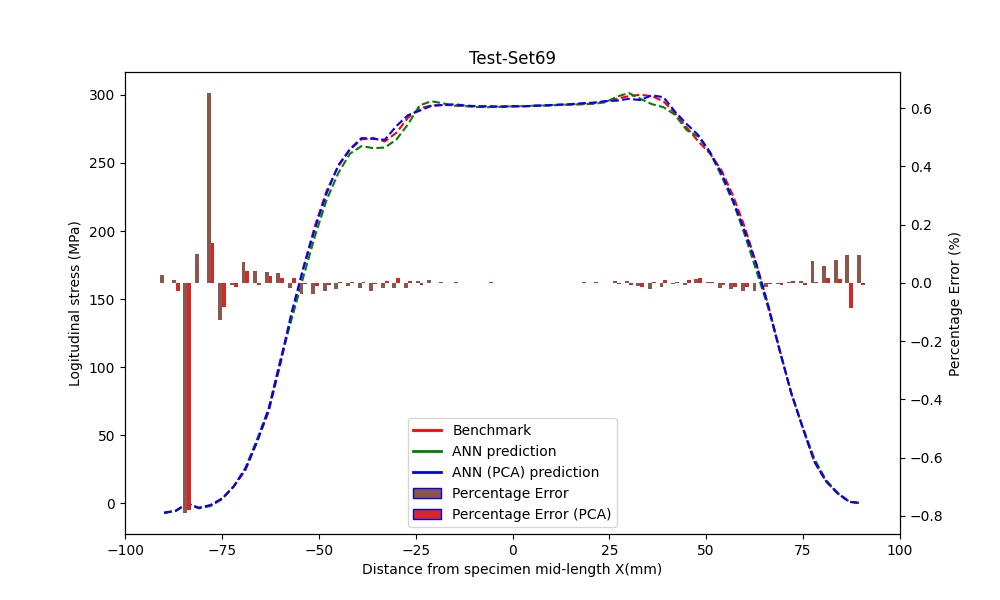 Test-Set69
300
250
200
150
100
50
0
Logitudinal stress (MPa)
0.6
0.4
0.2
0.0
−0.2
−0.4
−0.6
−0.8
Percentage Error (%)
Benchmark
ANN prediction
ANN (PCA) prediction
Percentage Error
Percentage Error (PCA)
−100 −75 −50 −25 0 25 50 75 100
Distance from specimen mid-length X(mm)